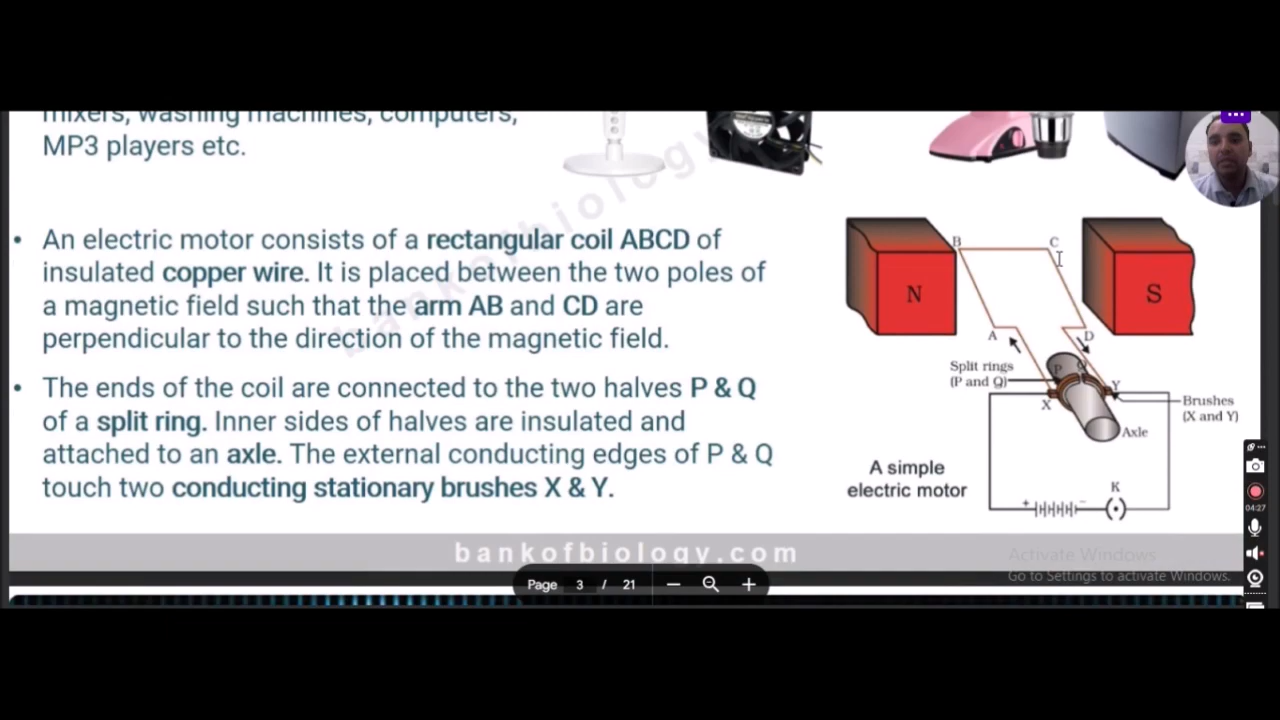 mixers, washing machines, computers,
MP3 players etc.
• An electric motor consists of a rectangular coil ABCD of
insulated copper wire. It is placed between the two poles of
a magnetic field such that the arm AB and CD are
perpendicular to the direction of the magnetic field.
• The ends of the coil are connected to the two halves P & Q
of a split ring. Inner sides of halves are insulated and
attached to an axle. The external conducting edges of P & Q
touch two conducting stationary brushes X & Y.
B
C
N
S
A
D
Split rings
(P and Q)
P
Q
X
Y
Brushes
(X and Y)
Axle
A simple
electric motor
K
+
−
bankofbiology
bankofbiology.com
Activate Windows
Go to Settings to activate Windows.
Page 3 / 21
04:27